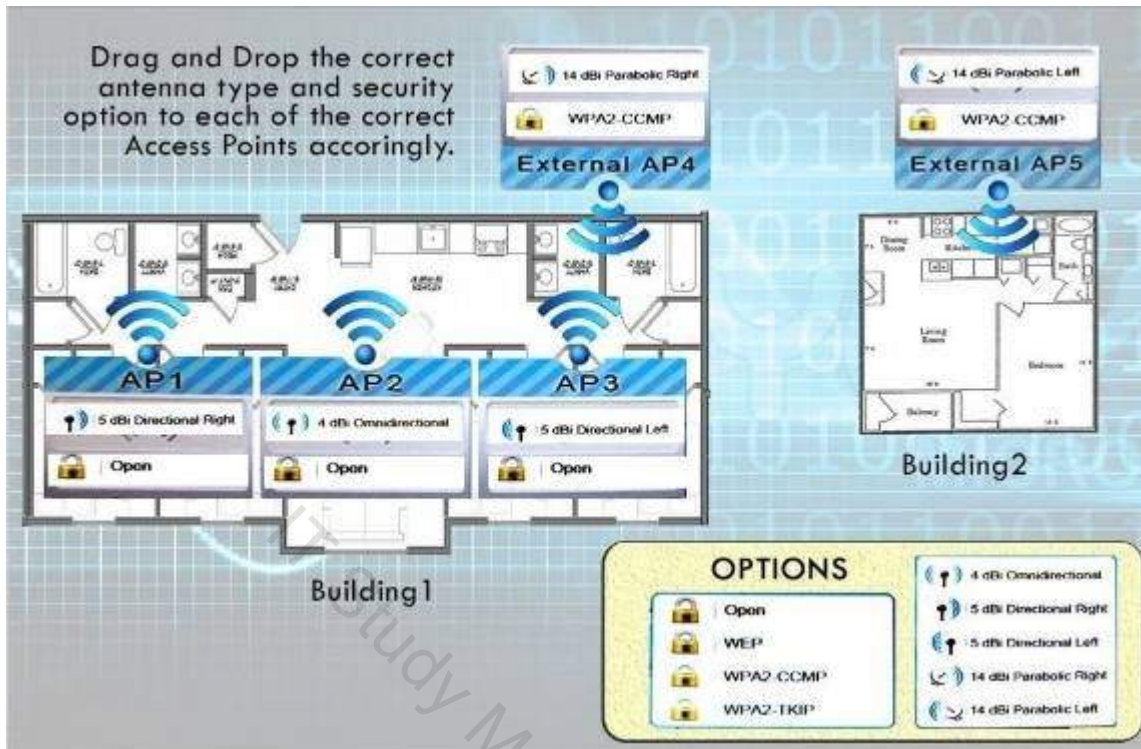 Drag and Drop the correct
antenna type and security
option to each of the correct
Access Points accoringly.
14 dBi Parabolic Right
WPA2-CCMP
External AP4
14 dBi Parabolic Left
WPA2-CCMP
External AP5
AP1
5 dBi Directional Right
Open
AP2
4 dBi Omnidirectional
Open
AP3
5 dBi Directional Left
Open
Building1
Dining
Room
Living
Room
Bedroom
Bath
Balcony
Building2
OPTIONS
Open
WEP
WPA2-CCMP
WPA2-TKIP
4 dBi Omnidirectional
5 dBi Directional Right
5 dBi Directional Left
14 dBi Parabolic Right
14 dBi Parabolic Left
IT Study M